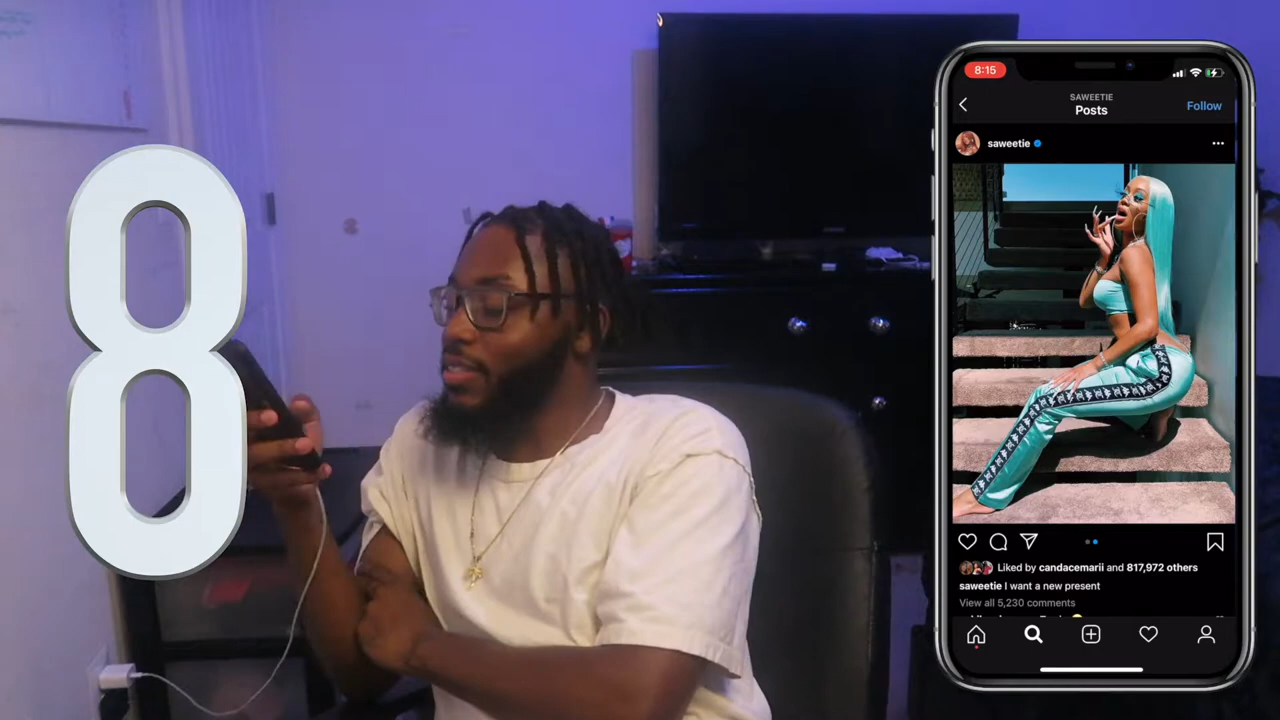 8
8:15
SAWEETIE
Posts
Follow
saweetie
Liked by candacemarii and 817,972 others
saweetie I want a new present
View all 5,230 comments